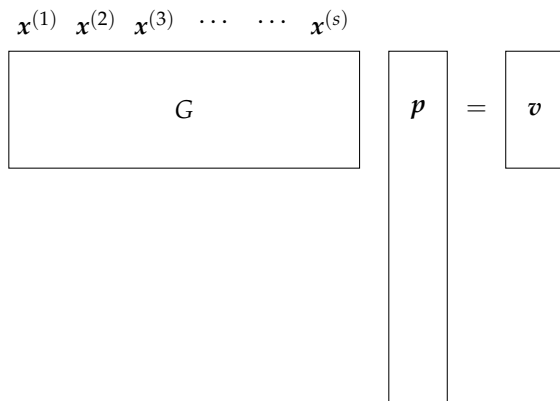 x⁽¹⁾ x⁽²⁾ x⁽³⁾ ⋯ ⋯ x⁽ˢ⁾
G p = v